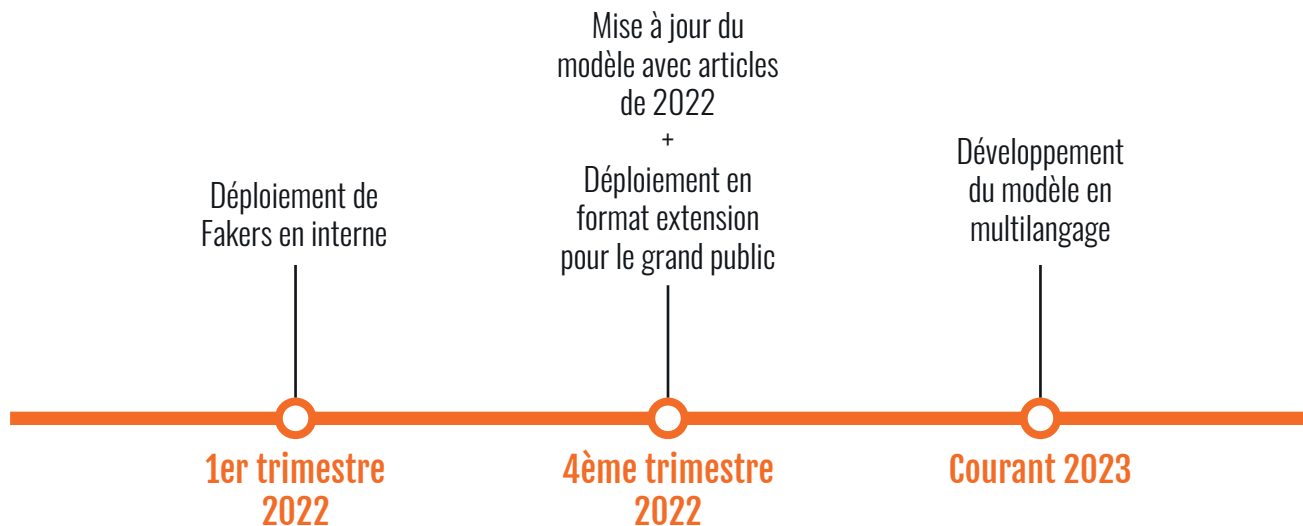 Déploiement de
Fakers en interne
1er trimestre
2022
Mise à jour du
modèle avec articles
de 2022
+
Déploiement en
format extension
pour le grand public
4ème trimestre
2022
Développement
du modèle en
multilangage
Courant 2023